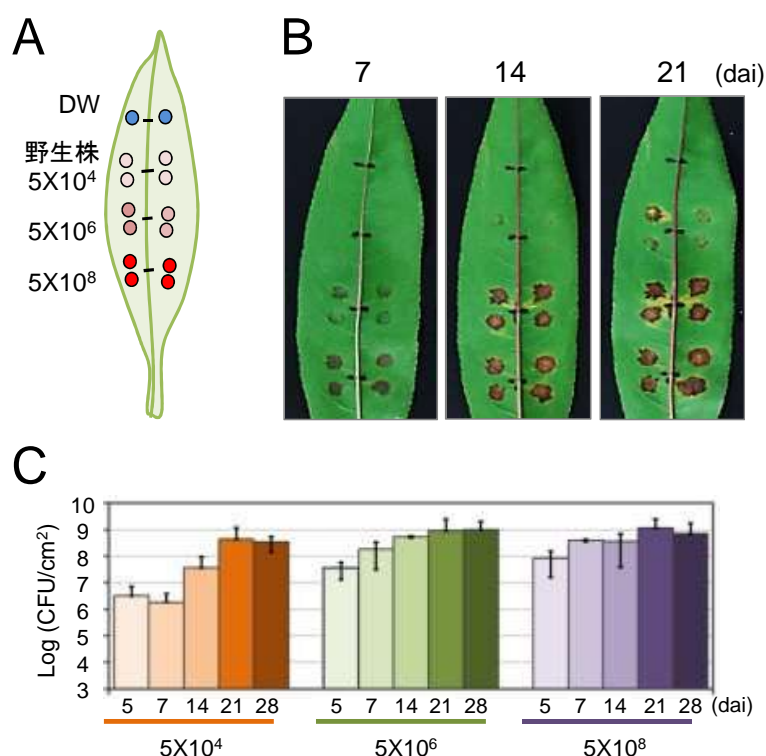 A
DW
野生株
5X10⁴
5X10⁶
5X10⁸
B
7 14 21 (dai)
C
Log (CFU/cm²)
10
9
8
7
6
5
4
3
5 7 14 21 28 5 7 14 21 28 5 7 14 21 28 (dai)
5X10⁴ 5X10⁶ 5X10⁸